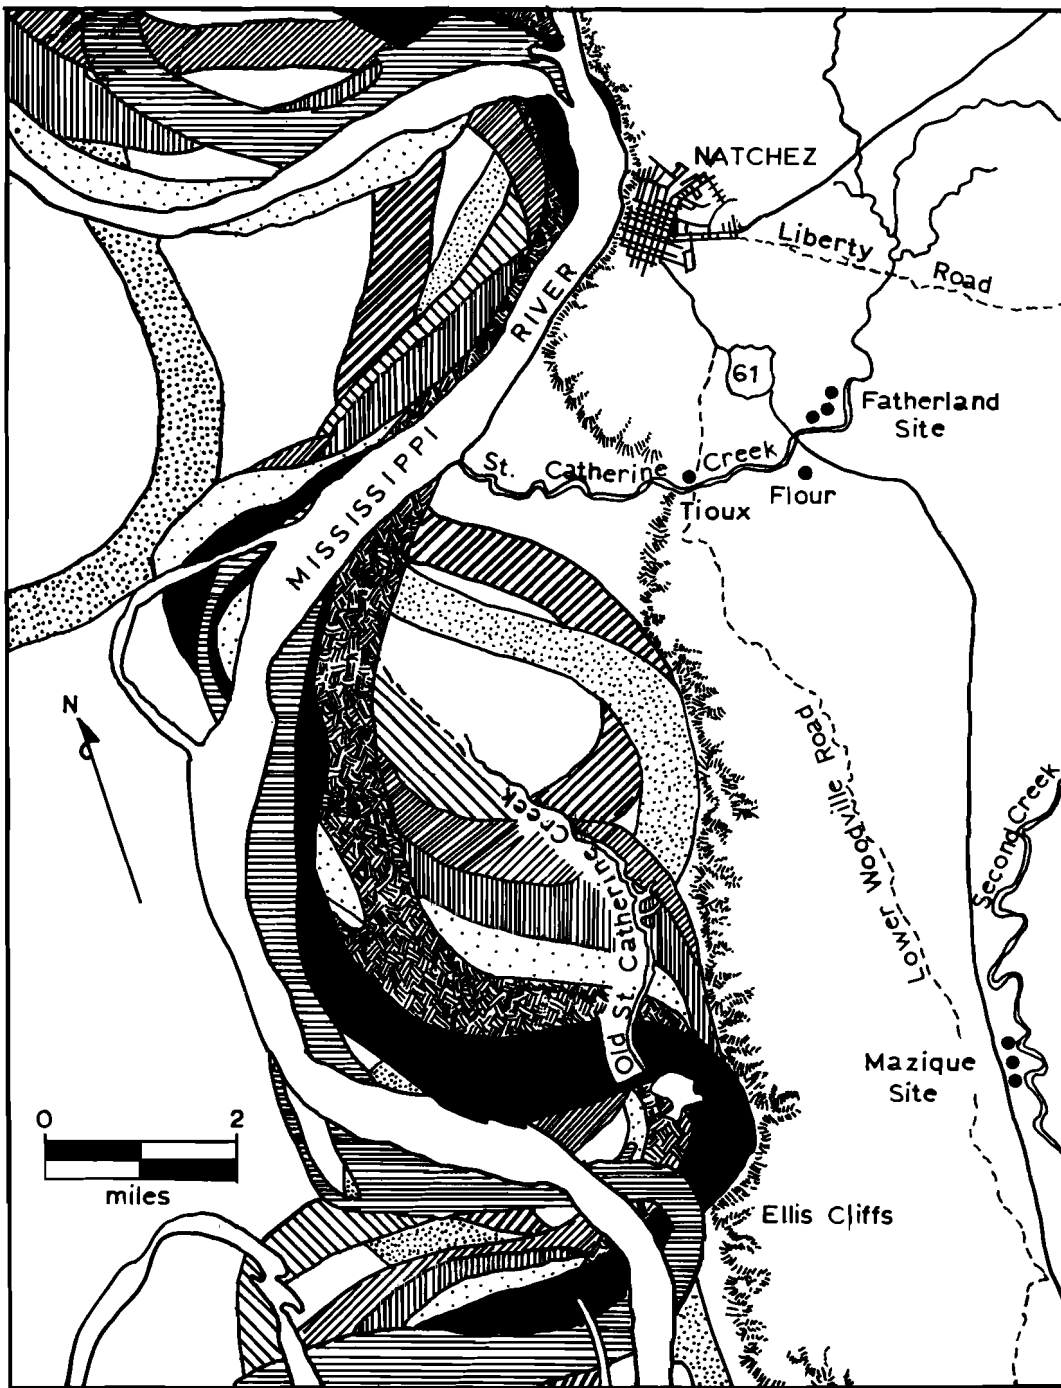 NATCHEZ
Liberty Road
RIVER
61
Fatherland
Site
St. Catherine Creek
Tioux
Flour
MISSISSIPPI
N
Lower Woodville Road
Second Creek
Old St. Catherine Creek
Mazique
Site
0 2
miles
Ellis Cliffs